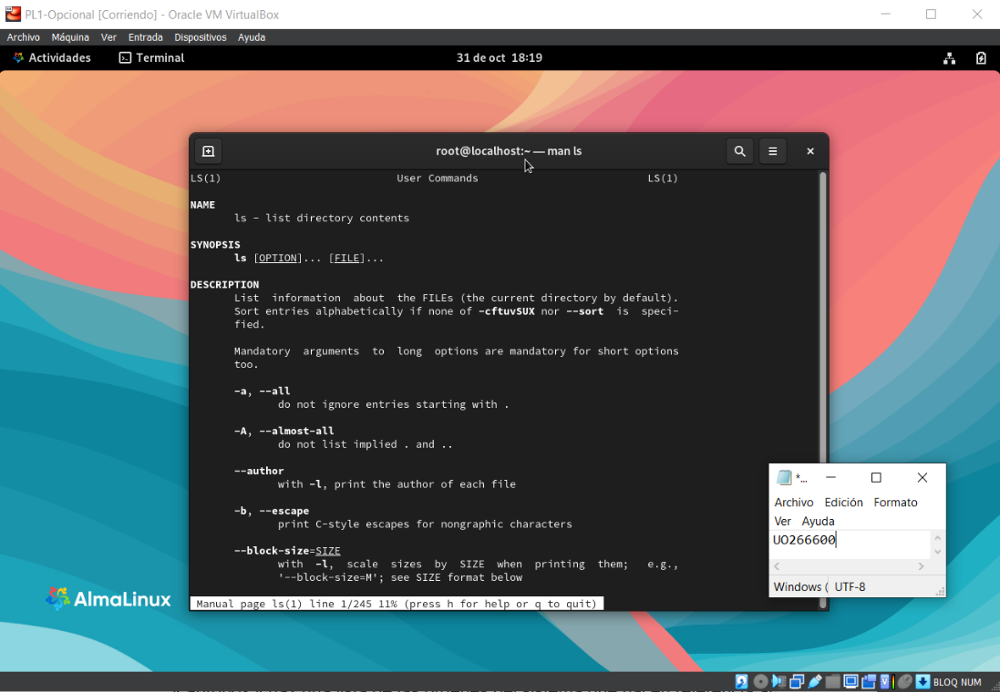 PL1-Opcional [Corriendo] - Oracle VM VirtualBox
Archivo Máquina Ver Entrada Dispositivos Ayuda
Actividades Terminal 31 de oct 18:19
root@localhost:~ — man ls
LS(1) User Commands LS(1)
NAME
ls - list directory contents
SYNOPSIS
ls [OPTION]... [FILE]...
DESCRIPTION
List information about the FILEs (the current directory by default).
Sort entries alphabetically if none of -cftuvSUX nor --sort is speci-
fied.
Mandatory arguments to long options are mandatory for short options
too.
-a, --all
do not ignore entries starting with .
-A, --almost-all
do not list implied . and ..
--author
with -l, print the author of each file
-b, --escape
print C-style escapes for nongraphic characters
--block-size=SIZE
with -l, scale sizes by SIZE when printing them; e.g.,
'--block-size=M'; see SIZE format below
Manual page ls(1) line 1/245 11% (press h for help or q to quit)
*...
Archivo Edición Formato
Ver Ayuda
UO266600
Windows ( UTF-8
AlmaLinux
BLOQ NUM